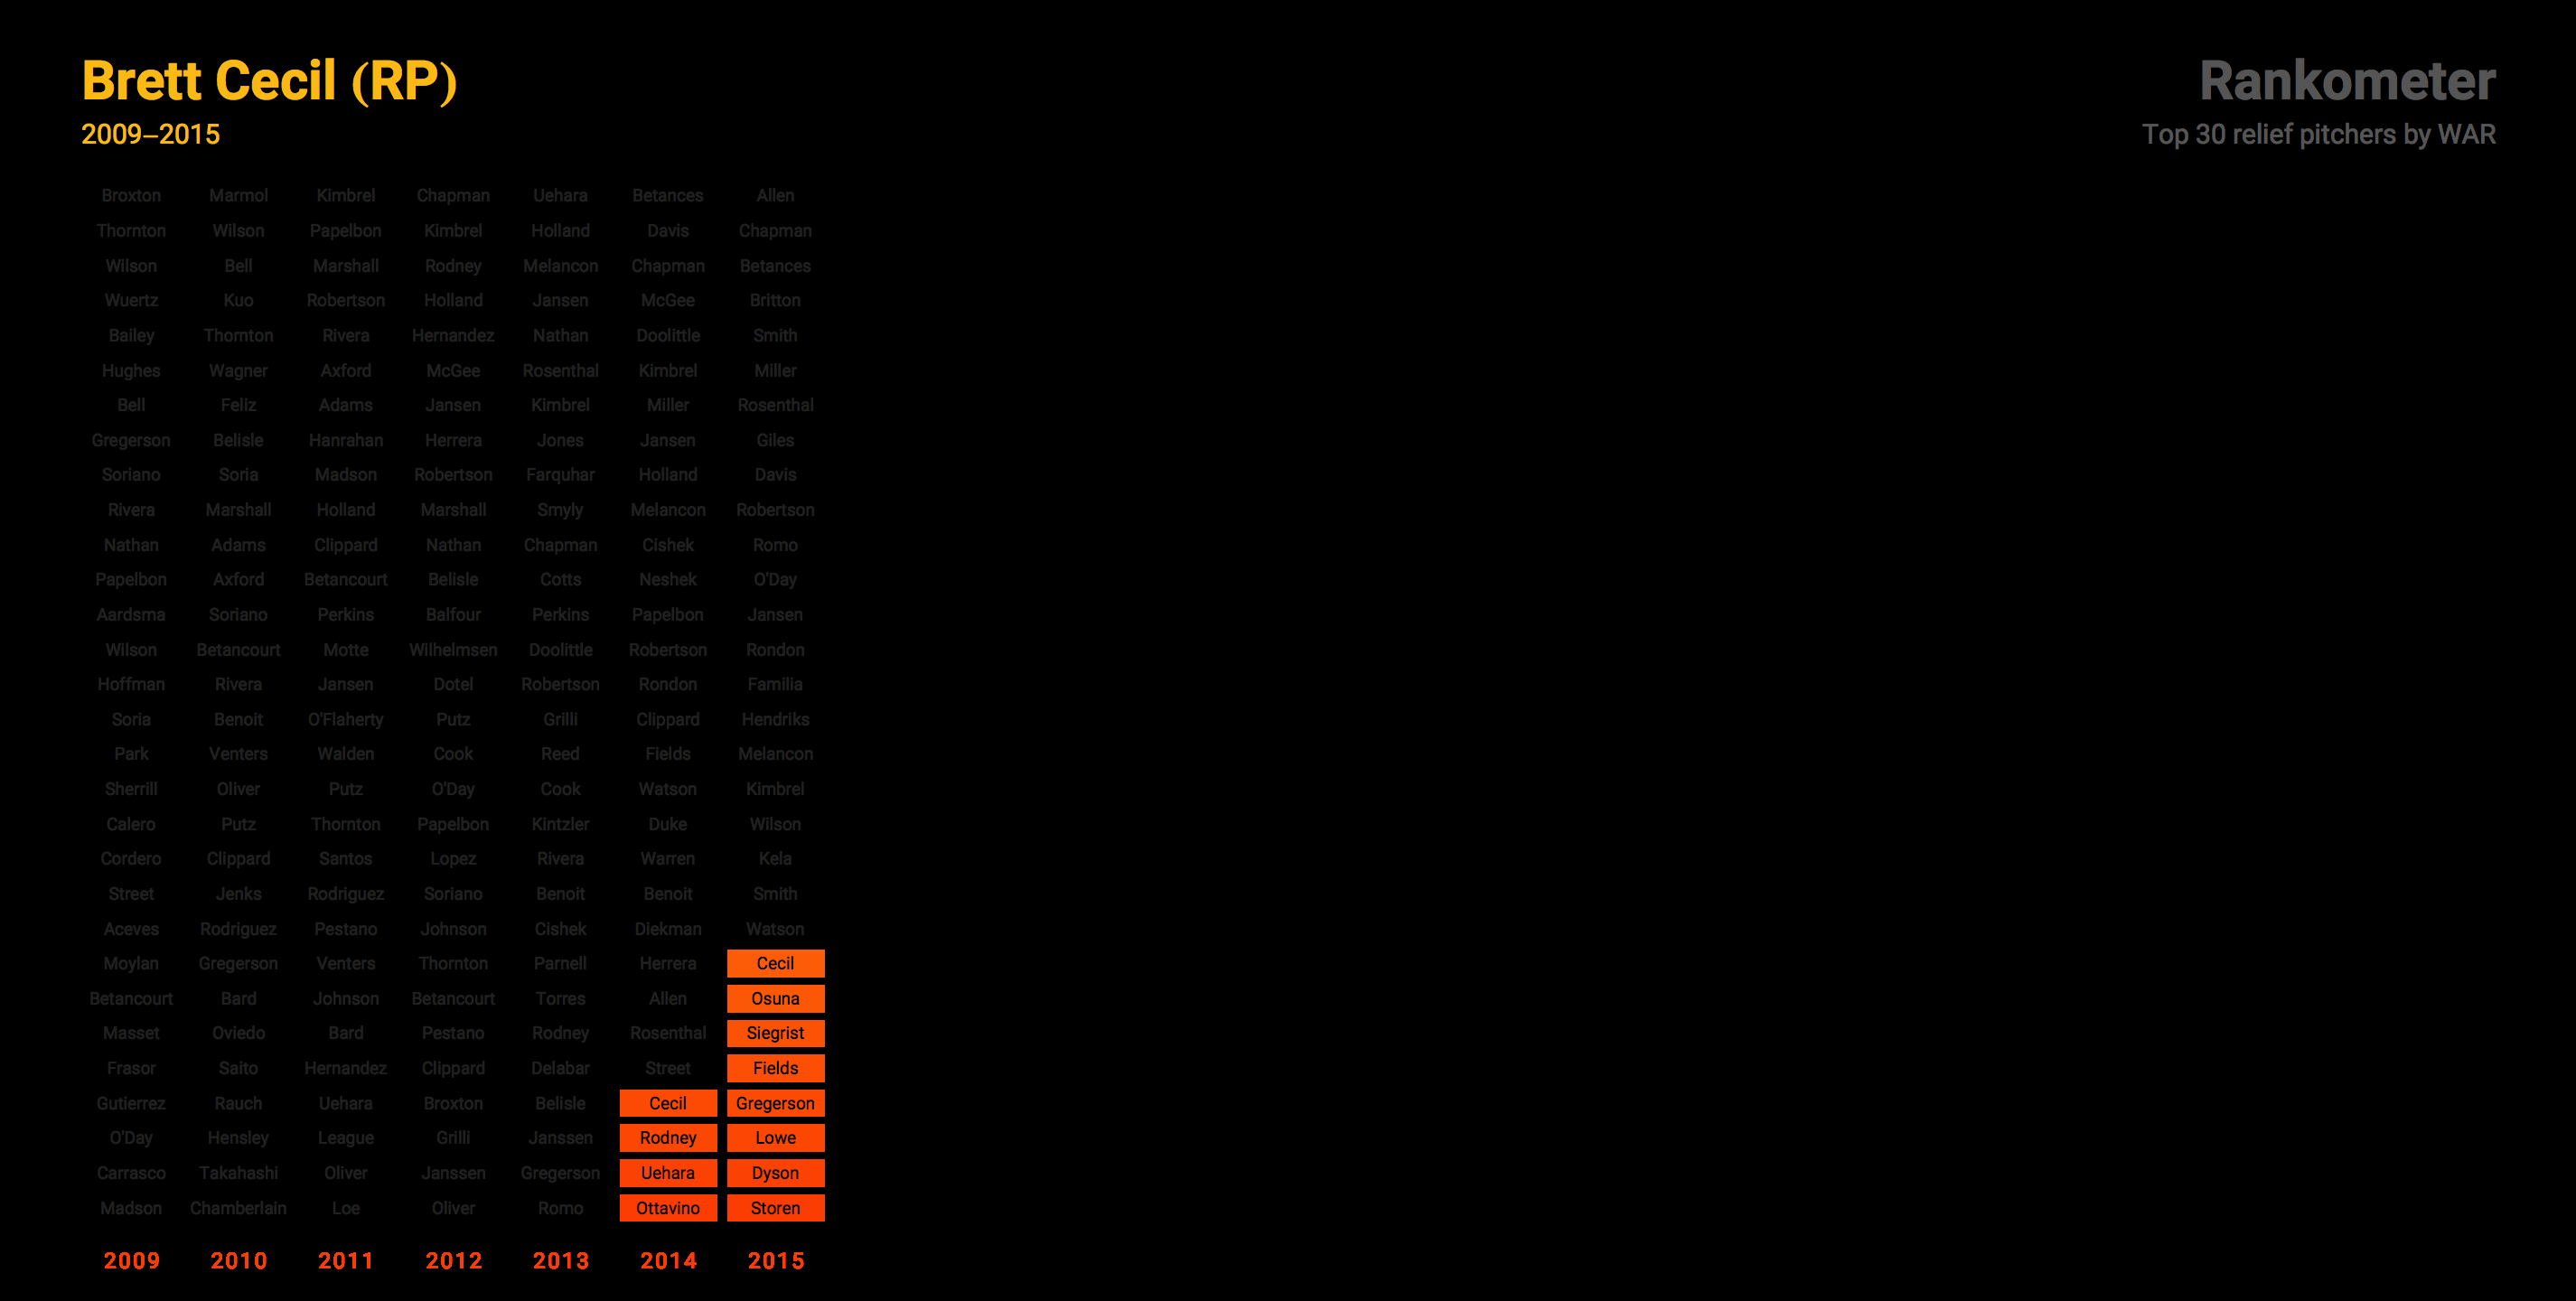 Brett Cecil (RP)
2009–2015
Rankometer
Top 30 relief pitchers by WAR
Broxton Marmol Kimbrel Chapman Uehara Betances Allen
Thornton Wilson Papelbon Kimbrel Holland Davis Chapman
Wilson Bell Marshall Rodney Melancon Chapman Betances
Wuertz Kuo Robertson Holland Jansen McGee Britton
Bailey Thornton Rivera Hernandez Nathan Doolittle Smith
Hughes Wagner Axford McGee Rosenthal Kimbrel Miller
Bell Feliz Adams Jansen Kimbrel Miller Rosenthal
Gregerson Belisle Hanrahan Herrera Jones Jansen Giles
Soriano Soria Madson Robertson Farquhar Holland Davis
Rivera Marshall Holland Marshall Smyly Melancon Robertson
Nathan Adams Clippard Nathan Chapman Cishek Romo
Papelbon Axford Betancourt Belisle Cotts Neshek O'Day
Aardsma Soriano Perkins Balfour Perkins Papelbon Jansen
Wilson Betancourt Motte Wilhelmsen Doolittle Robertson Rondon
Hoffman Rivera Jansen Dotel Robertson Rondon Familia
Soria Benoit O'Flaherty Putz Grilli Clippard Hendriks
Park Venters Walden Cook Reed Fields Melancon
Sherrill Oliver Putz O'Day Cook Watson Kimbrel
Calero Putz Thornton Papelbon Kintzler Duke Wilson
Cordero Clippard Santos Lopez Rivera Warren Kela
Street Jenks Rodriguez Soriano Benoit Benoit Smith
Aceves Rodriguez Pestano Johnson Cishek Diekman Watson
Moylan Gregerson Venters Thornton Parnell Herrera Cecil
Betancourt Bard Johnson Betancourt Torres Allen Osuna
Masset Oviedo Bard Pestano Rodney Rosenthal Siegrist
Frasor Saito Hernandez Clippard Delabar Street Fields
Gutierrez Rauch Uehara Broxton Belisle Cecil Gregerson
O'Day Hensley League Grilli Janssen Rodney Lowe
Carrasco Takahashi Oliver Janssen Gregerson Uehara Dyson
Madson Chamberlain Loe Oliver Romo Ottavino Storen
2009 2010 2011 2012 2013 2014 2015